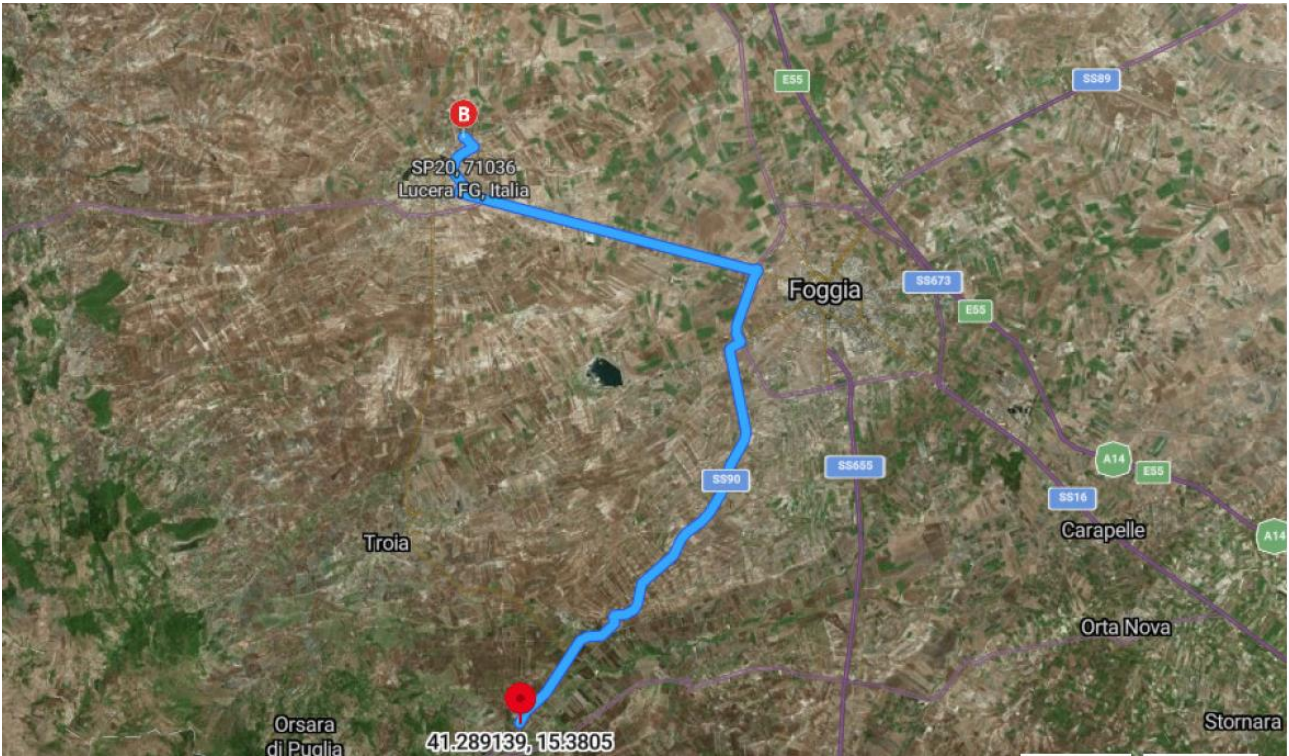 E55
SS89
B
SP20, 71036
Lucera FG, Italia
Foggia
SS673
E55
A14
E55
SS90
SS655
SS16
A14
Carapelle
Troia
Orta Nova
Orsara
di Puglia
41.289139, 15.3805
Stornara